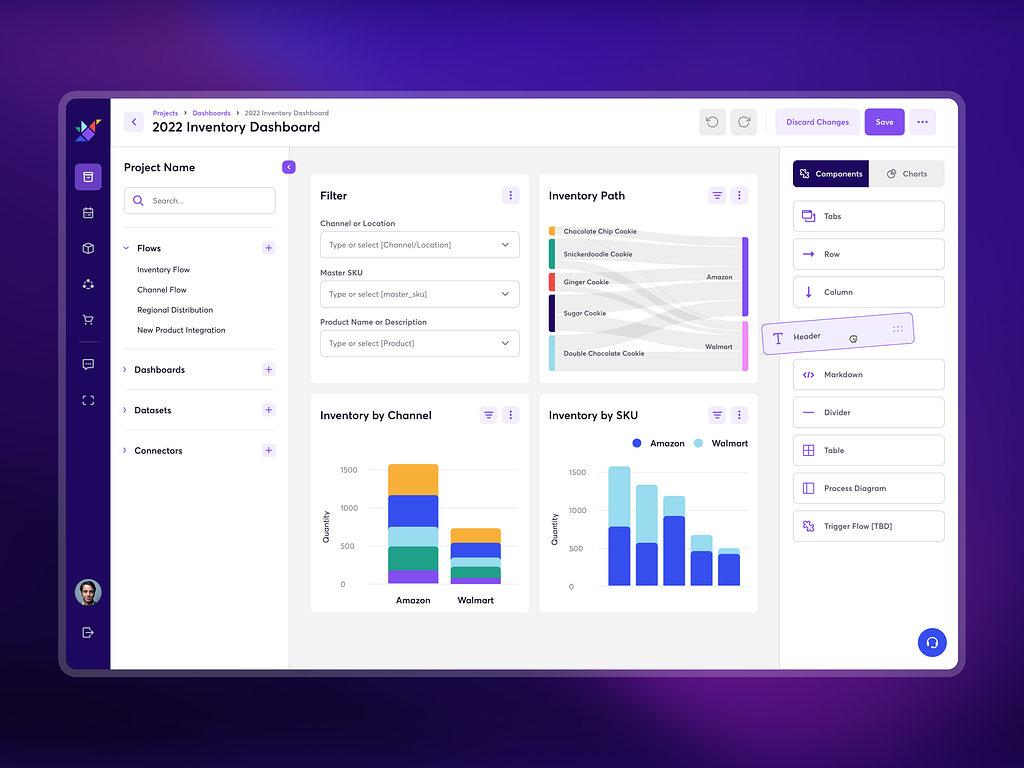 Projects > Dashboards > 2022 Inventory Dashboard
2022 Inventory Dashboard
Discard Changes
Save
Project Name
Search...
Flows
Inventory Flow
Channel Flow
Regional Distribution
New Product Integration
Dashboards
Datasets
Connectors
Filter
Channel or Location
Type or select [Channel/Location]
Master SKU
Type or select [master_sku]
Product Name or Description
Type or select [Product]
Inventory Path
Chocolate Chip Cookie
Snickerdoodle Cookie
Ginger Cookie
Sugar Cookie
Double Chocolate Cookie
Amazon
Walmart
Inventory by Channel
Quantity
1500
1000
500
0
Amazon
Walmart
Inventory by SKU
Amazon
Walmart
Quantity
1500
1000
500
0
Components
Charts
Tabs
Row
Column
Header
Markdown
Divider
Table
Process Diagram
Trigger Flow [TBD]